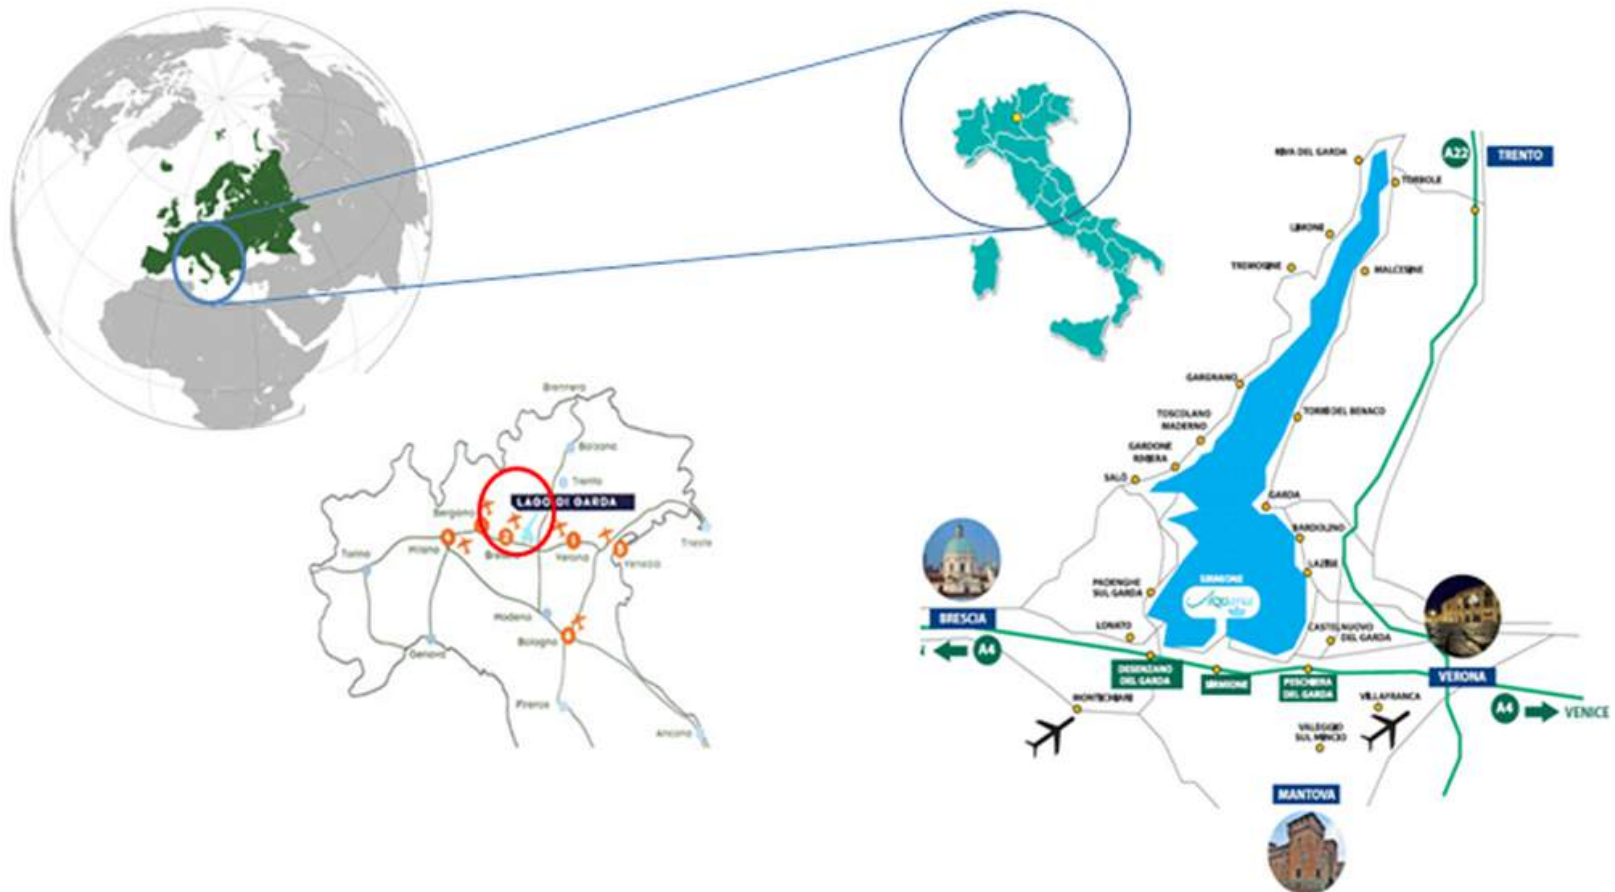 Brennero
Bolzano
Trento
LAGO DI GARDA
Bergamo
Milano
Verona
Venezia
Trieste
Torino
Modena
Bologna
Genova
Firenze
Ancona
RIVA DEL GARDA
TORBOLE
A22
TRENTO
LIMONE
TREMOSINE
MALCESINE
GARGNANO
TOSCOLANO
MADERNO
TORRI DEL BENACO
GARDONE
RIVIERA
SALÒ
GARDA
BARDOLINO
LAZISE
PADENGHE
SUL GARDA
SIRMIONE
LONATO
CASTELNUOVO
DEL GARDA
BRESCIA
A4
DESENZANO
DEL GARDA
SIRMIONE
PESCHIERA
DEL GARDA
VERONA
A4
VENICE
MONTICHIARI
VILLAFRANCA
VALEGGIO
SUL MINCIO
MANTOVA